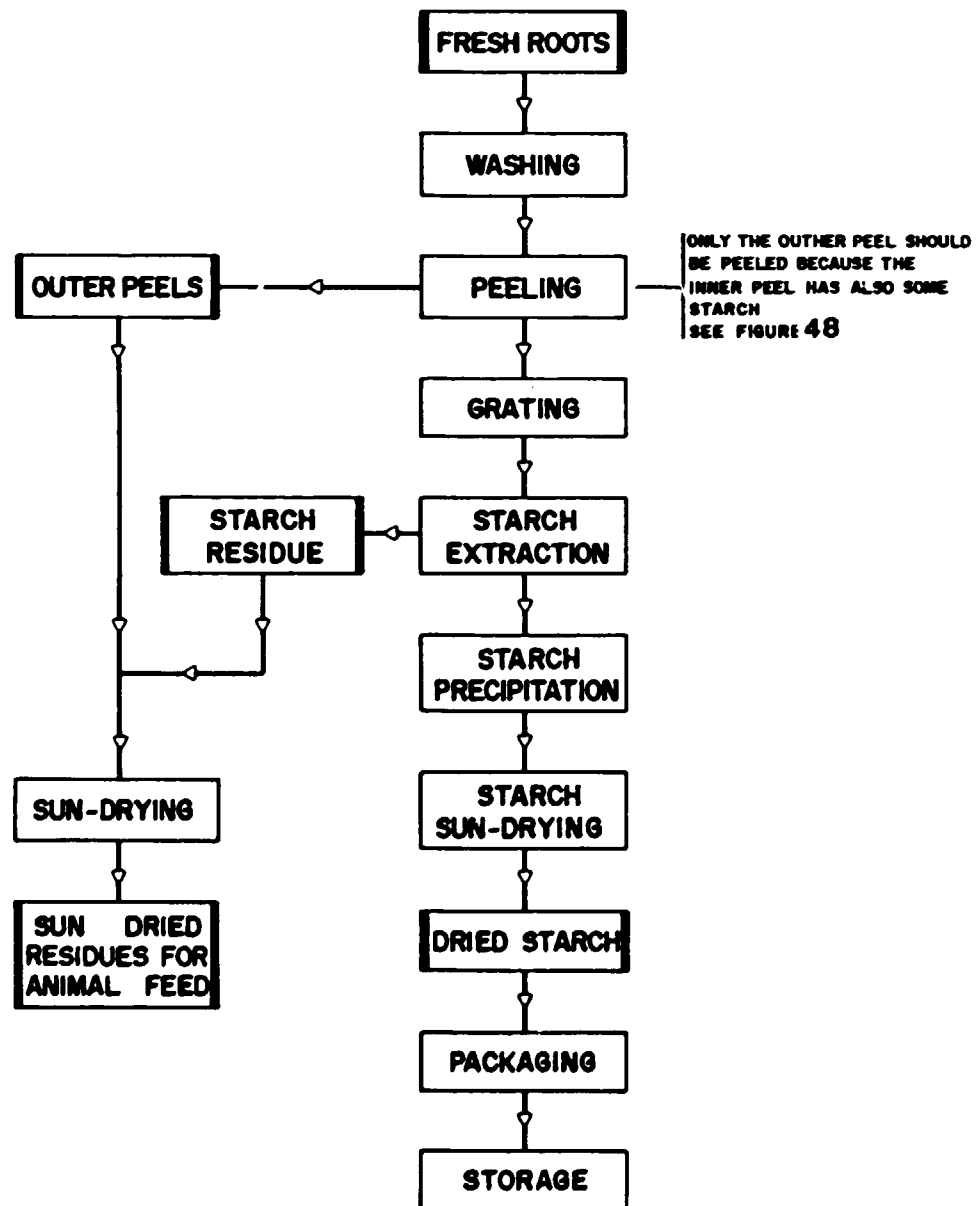 FRESH ROOTS
WASHING
OUTER PEELS
PEELING
ONLY THE OUTHER PEEL SHOULD
BE PEELED BECAUSE THE
INNER PEEL HAS ALSO SOME
STARCH
SEE FIGURE 48
GRATING
STARCH
RESIDUE
STARCH
EXTRACTION
STARCH
PRECIPITATION
SUN-DRYING
STARCH
SUN-DRYING
SUN DRIED
RESIDUES FOR
ANIMAL FEED
DRIED STARCH
PACKAGING
STORAGE